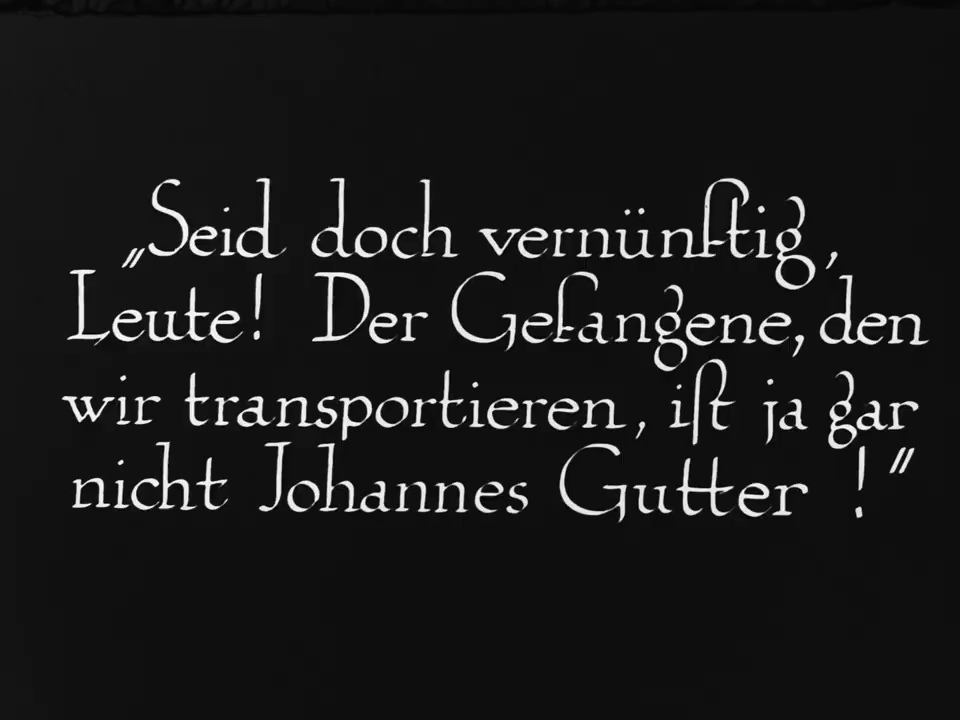 „Seid doch vernünftig,
Leute! Der Gefangene, den
wir transportieren, iſt ja gar
nicht Johannes Gutter !"